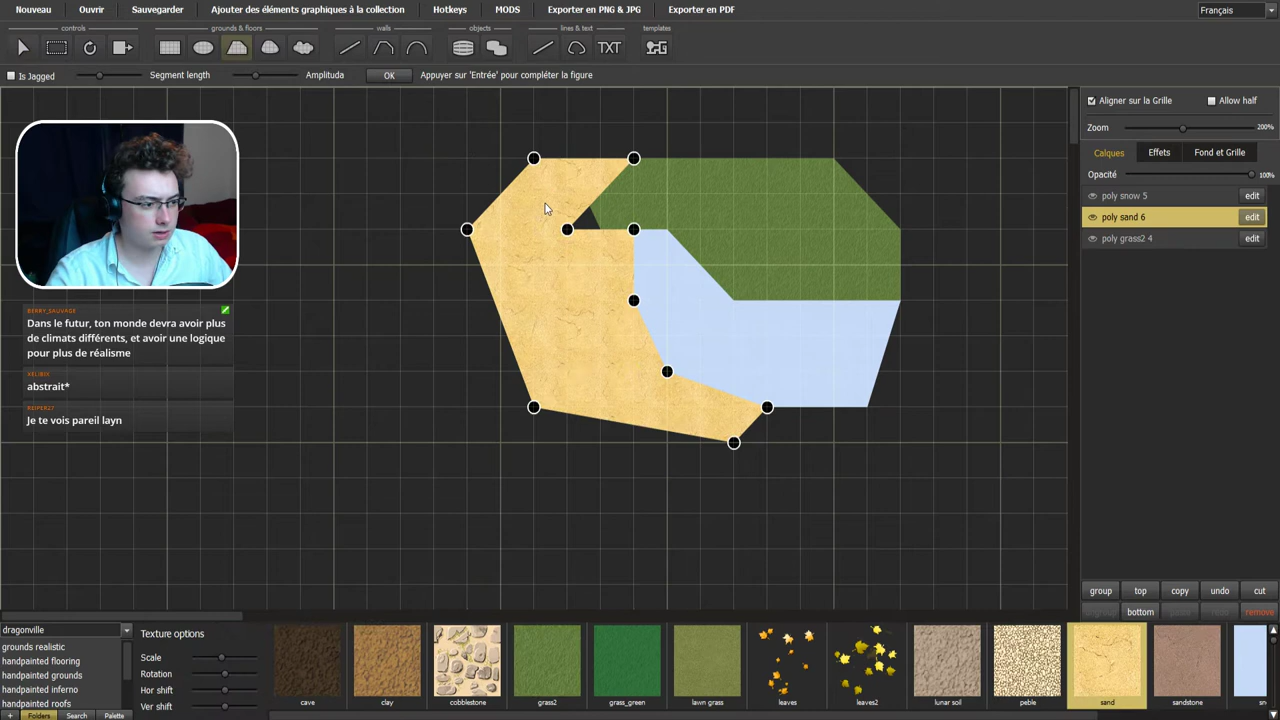 Nouveau Ouvrir Sauvegarder Ajouter des éléments graphiques à la collection Hotkeys MODS Exporter en PNG & JPG Exporter en PDF Français
controls grounds & floors walls objects lines & text templates
TXT
Is Jagged Segment length Amplituda OK Appuyer sur 'Entrée' pour compléter la figure
Aligner sur la Grille Allow half
Zoom 200%
Calques Effets Fond et Grille
Opacité 100%
poly snow 5 edit
poly sand 6 edit
poly grass2 4 edit
BERRY_SAUVAGE
Dans le futur, ton monde devra avoir plus
de climats différents, et avoir une logique
pour plus de réalisme
XELIBIX
abstrait*
REIPER27
Je te vois pareil layn
group top copy undo cut
bottom remove
dragonville
grounds realistic
handpainted flooring
handpainted grounds
handpainted inferno
handpainted roofs
+ Folders Search Palette
Texture options
Scale
Rotation
Hor shift
Ver shift
cave clay cobblestone grass2 grass_green lawn grass leaves leaves2 lunar soil peble sand sandstone sn